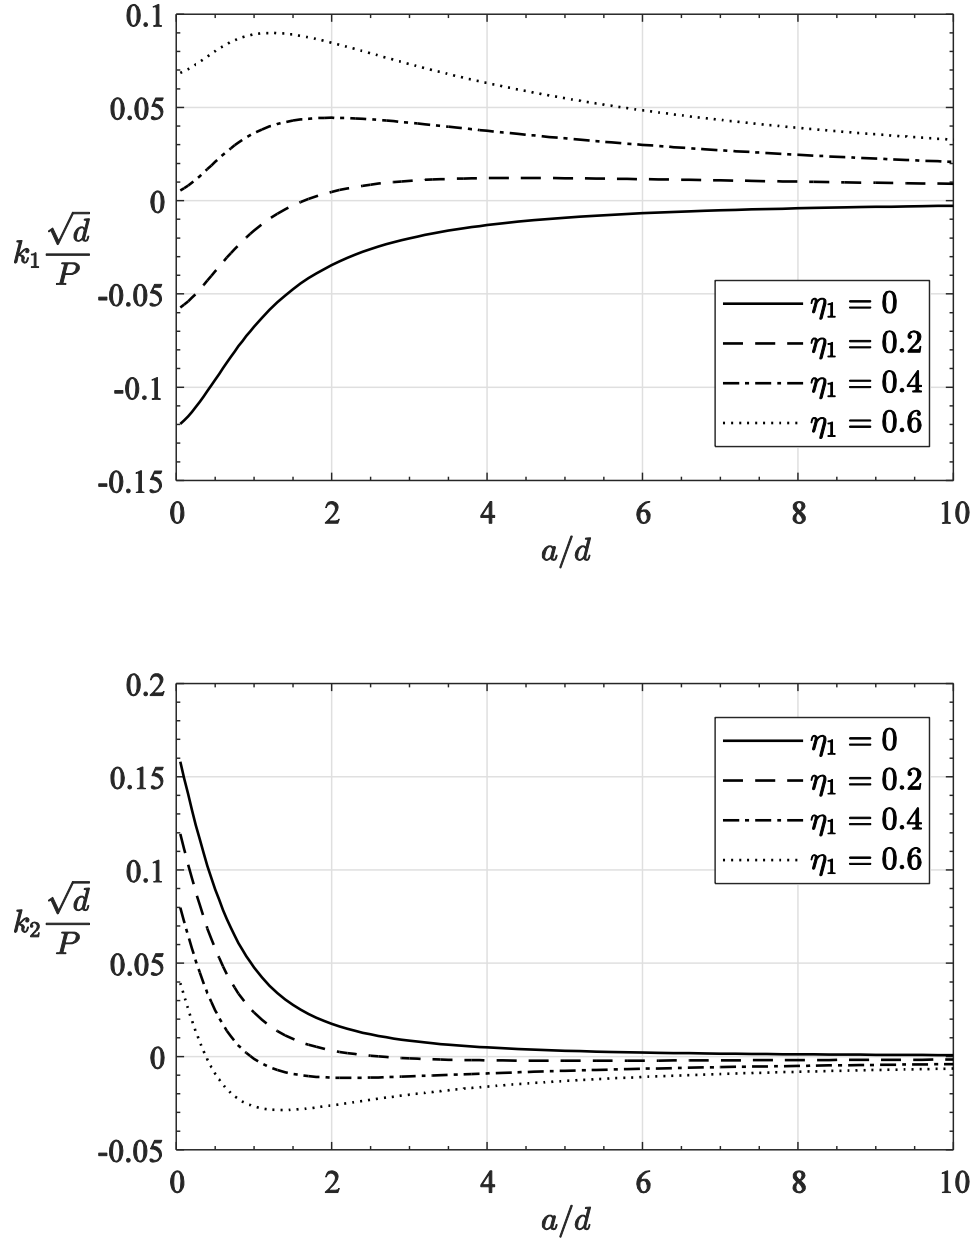 0.1
0.05
0
-0.05
-0.1
-0.15
k₁ √d/P
η₁ = 0
η₁ = 0.2
η₁ = 0.4
η₁ = 0.6
0 2 4 6 8 10
a/d
0.2
0.15
0.1
0.05
0
-0.05
k₂ √d/P
η₁ = 0
η₁ = 0.2
η₁ = 0.4
η₁ = 0.6
0 2 4 6 8 10
a/d